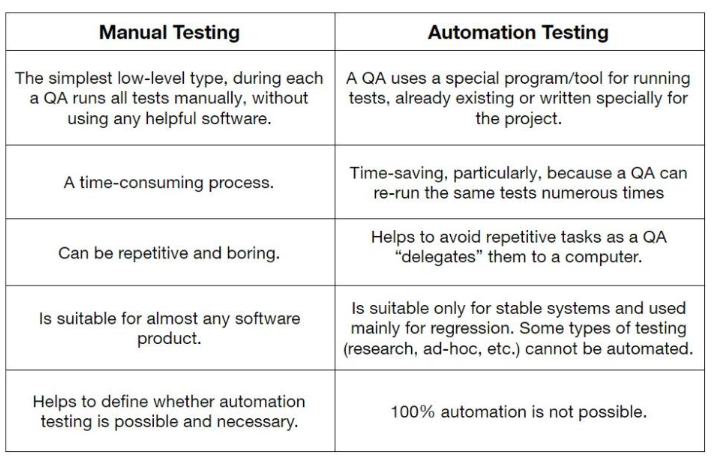 Manual Testing
Automation Testing
The simplest low-level type, during each
a QA runs all tests manually, without
using any helpful software.
A QA uses a special program/tool for running
tests, already existing or written specially for
the project.
A time-consuming process.
Time-saving, particularly, because a QA can
re-run the same tests numerous times
Can be repetitive and boring.
Helps to avoid repetitive tasks as a QA
“delegates” them to a computer.
Is suitable for almost any software
product.
Is suitable only for stable systems and used
mainly for regression. Some types of testing
(research, ad-hoc, etc.) cannot be automated.
Helps to define whether automation
testing is possible and necessary.
100% automation is not possible.